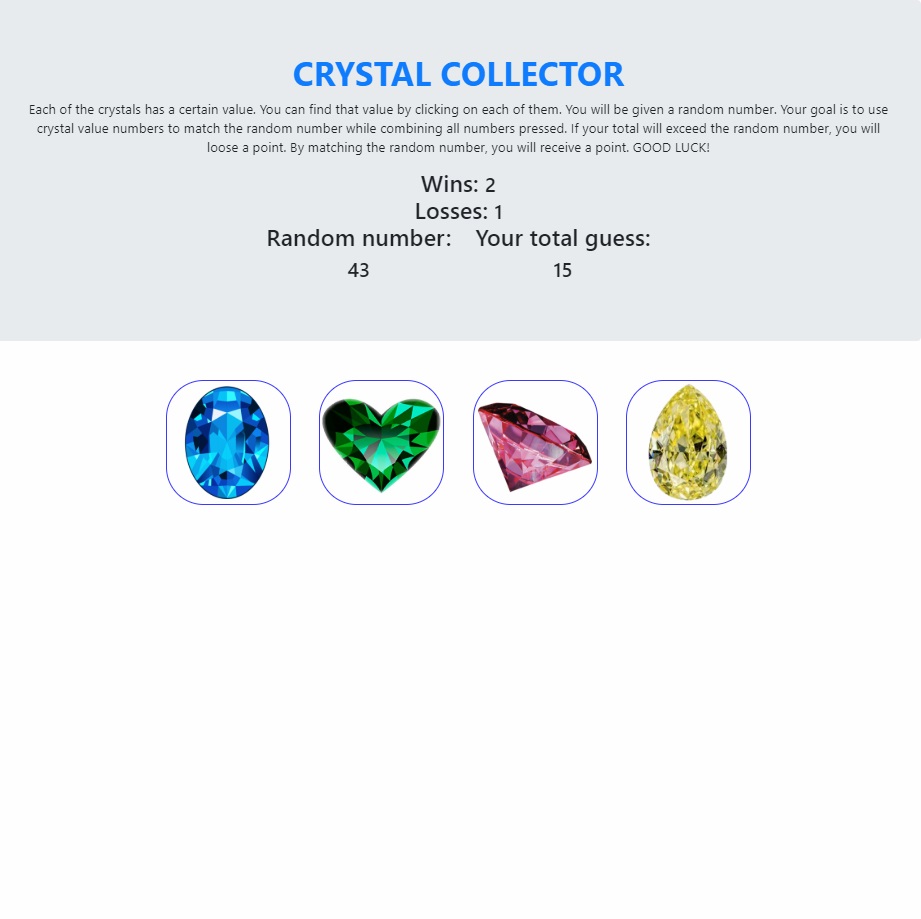 CRYSTAL COLLECTOR
Each of the crystals has a certain value. You can find that value by clicking on each of them. You will be given a random number. Your goal is to use
crystal value numbers to match the random number while combining all numbers pressed. If your total will exceed the random number, you will
loose a point. By matching the random number, you will receive a point. GOOD LUCK!
Wins: 2
Losses: 1
Random number: Your total guess:
43 15